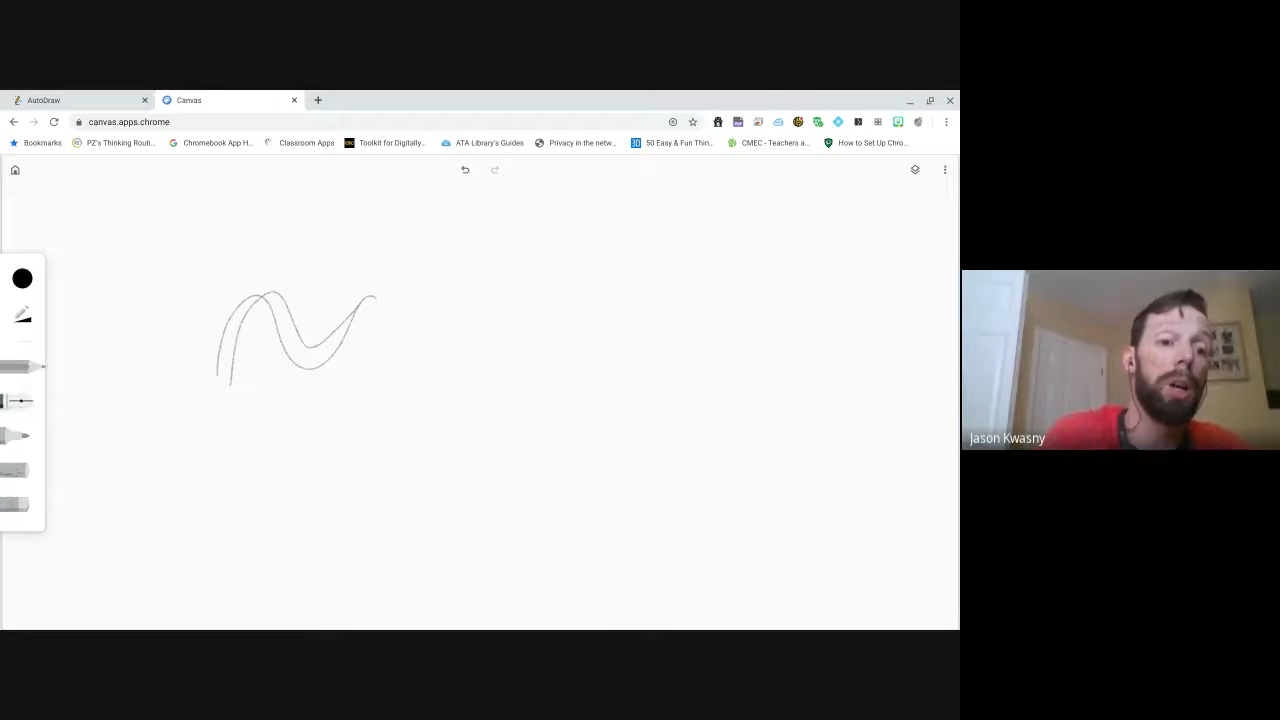 AutoDraw
Canvas
canvas.apps.chrome
Bookmarks
PZ's Thinking Routi...
Chromebook App H...
Classroom Apps
Toolkit for Digitally...
ATA Library's Guides
Privacy in the netw...
50 Easy & Fun Thin...
CMEC - Teachers a...
How to Set Up Chro...
Jason Kwasny